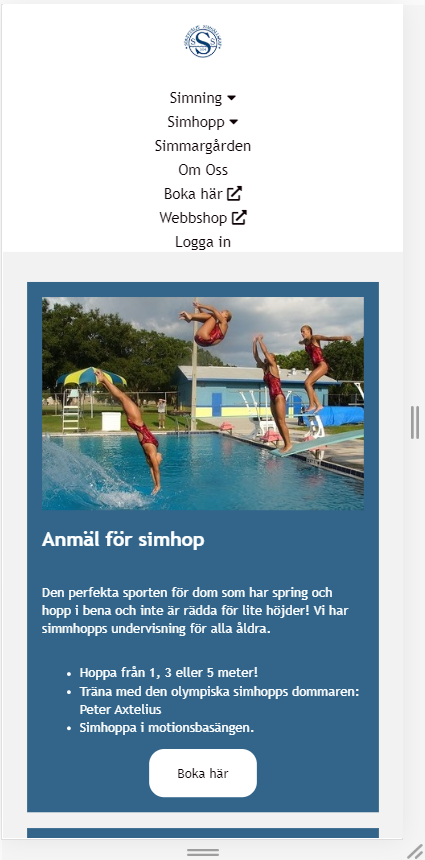 Simning
Simhopp
Simmargården
Om Oss
Boka här
Webbshop
Logga in
Anmäl för simhop
Den perfekta sporten för dom som har spring och
hopp i bena och inte är rädda för lite höjder! Vi har
simmhopps undervisning för alla åldra.
Hoppa från 1, 3 eller 5 meter!
Träna med den olympiska simhopps dommaren:
Peter Axtelius
Simhoppa i motionsbasängen.
Boka här